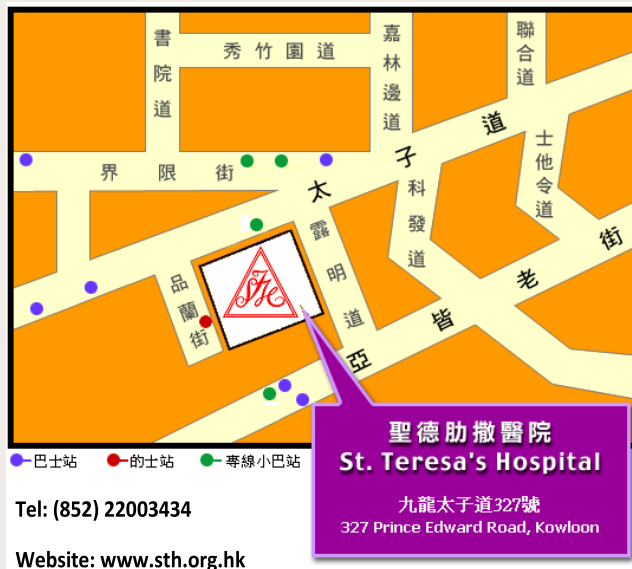 書院道
秀竹園道
嘉林邊道
聯合道
界限街
太子道
士他令道
科發道
露明道
品蘭街
亞皆老街
STH
聖德肋撒醫院
St. Teresa's Hospital
九龍太子道327號
327 Prince Edward Road, Kowloon
巴士站 的士站 專線小巴站
Tel: (852) 22003434
Website: www.sth.org.hk